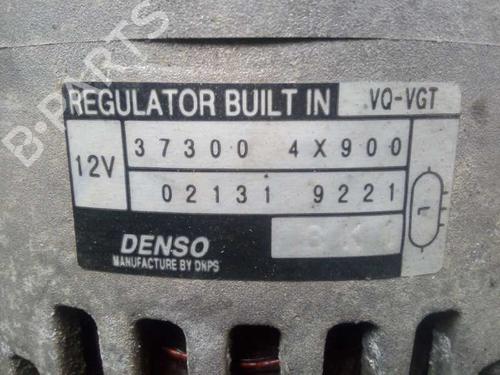 B-PARTS
REGULATOR BUILT IN VQ-VGT
12V
37300 4X900
02131 9221
L
DENSO
MANUFACTURE BY DNPS